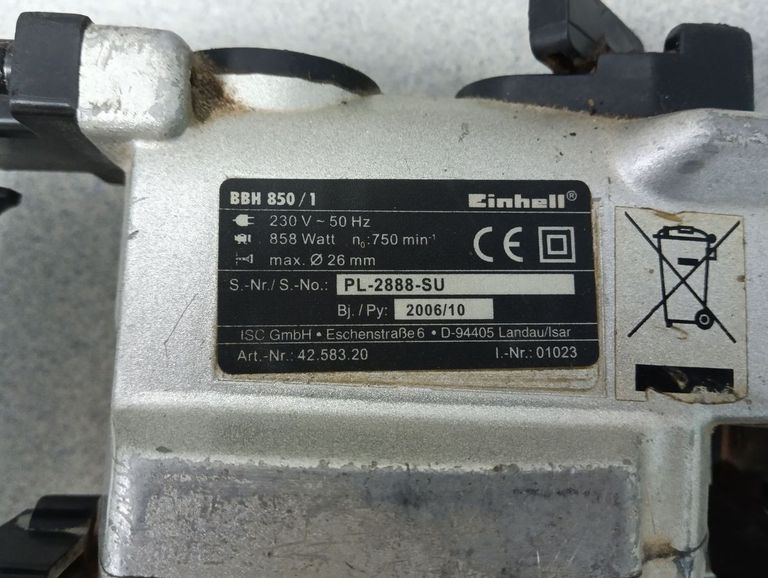 BBH 850/1 Einhell®
230 V ~ 50 Hz
858 Watt n₀:750 min⁻¹
max. Ø 26 mm
CE
S.-Nr./S.-No.: PL-2888-SU
Bj./Py: 2006/10
ISC GmbH • Eschenstraße 6 • D-94405 Landau/Isar
Art.-Nr.: 42.583.20 I.-Nr.: 01023